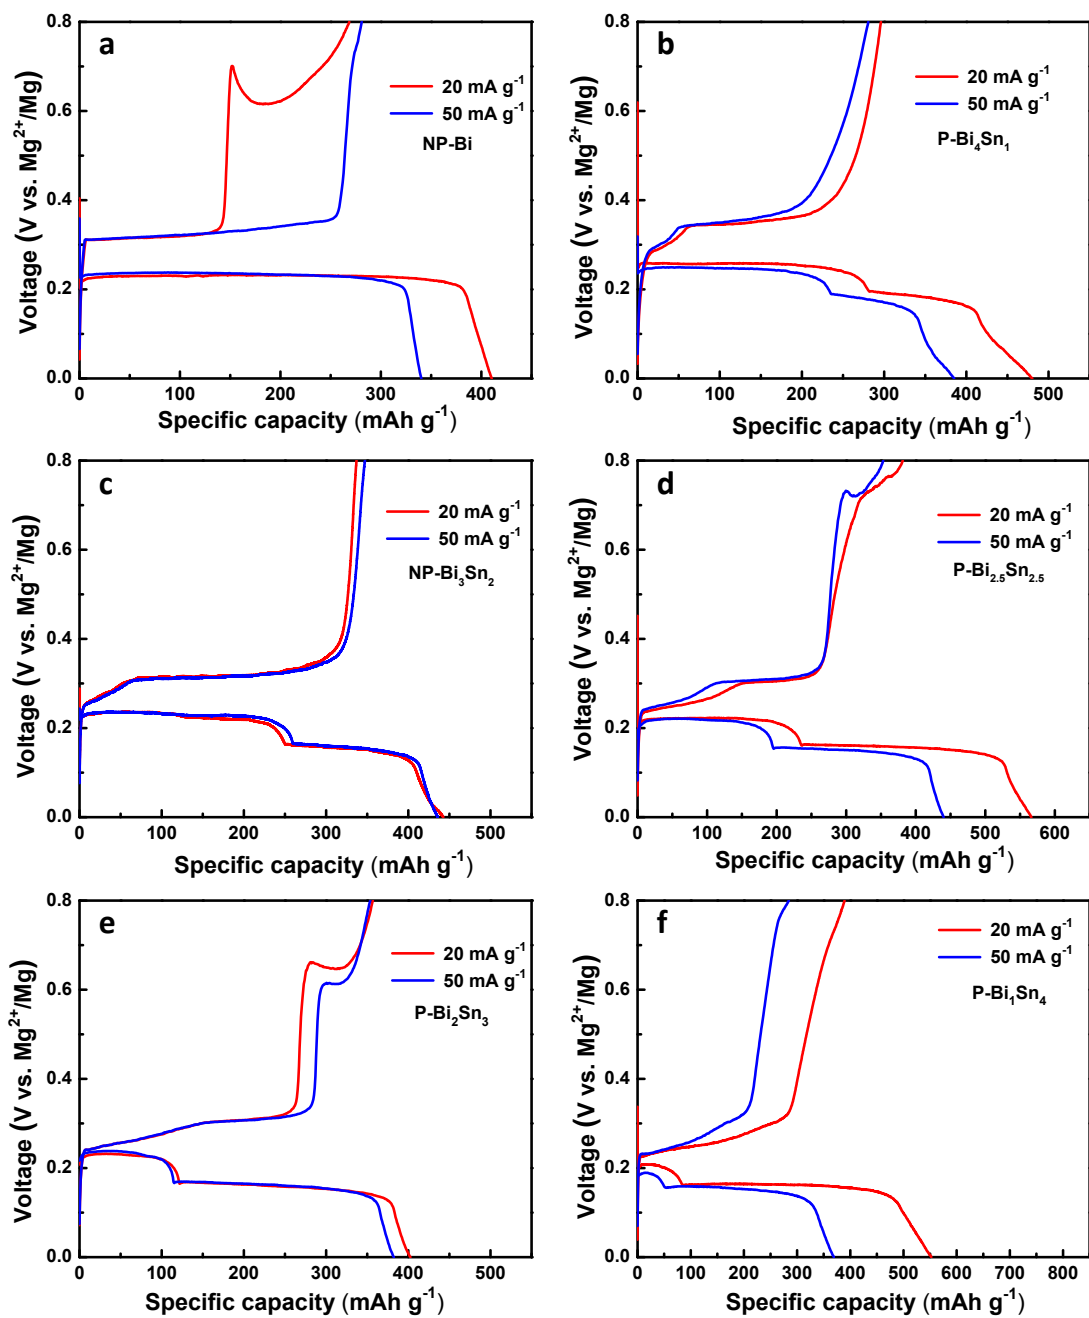 a
0.8
0.6
0.4
0.2
0.0
Voltage (V vs. Mg²⁺/Mg)
20 mA g⁻¹
50 mA g⁻¹
NP-Bi
0 100 200 300 400
Specific capacity (mAh g⁻¹)
b
0.8
0.6
0.4
0.2
0.0
Voltage (V vs. Mg²⁺/Mg)
20 mA g⁻¹
50 mA g⁻¹
P-Bi₄Sn₁
0 100 200 300 400 500
Specific capacity (mAh g⁻¹)
c
0.8
0.6
0.4
0.2
0.0
Voltage (V vs. Mg²⁺/Mg)
20 mA g⁻¹
50 mA g⁻¹
NP-Bi₃Sn₂
0 100 200 300 400 500
Specific capacity (mAh g⁻¹)
d
0.8
0.6
0.4
0.2
0.0
Voltage (V vs. Mg²⁺/Mg)
20 mA g⁻¹
50 mA g⁻¹
P-Bi₂.₅Sn₂.₅
0 100 200 300 400 500 600
Specific capacity (mAh g⁻¹)
e
0.8
0.6
0.4
0.2
0.0
Voltage (V vs. Mg²⁺/Mg)
20 mA g⁻¹
50 mA g⁻¹
P-Bi₂Sn₃
0 100 200 300 400 500
Specific capacity (mAh g⁻¹)
f
0.8
0.6
0.4
0.2
0.0
Voltage (V vs. Mg²⁺/Mg)
20 mA g⁻¹
50 mA g⁻¹
P-Bi₁Sn₄
0 100 200 300 400 500 600 700 800
Specific capacity (mAh g⁻¹)